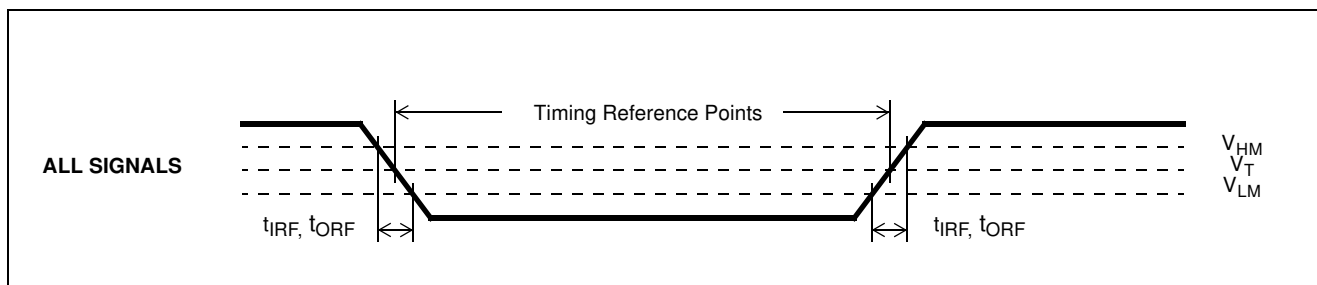 Timing Reference Points
ALL SIGNALS
V_HM
V_T
V_LM
t_IRF, t_ORF
t_IRF, t_ORF